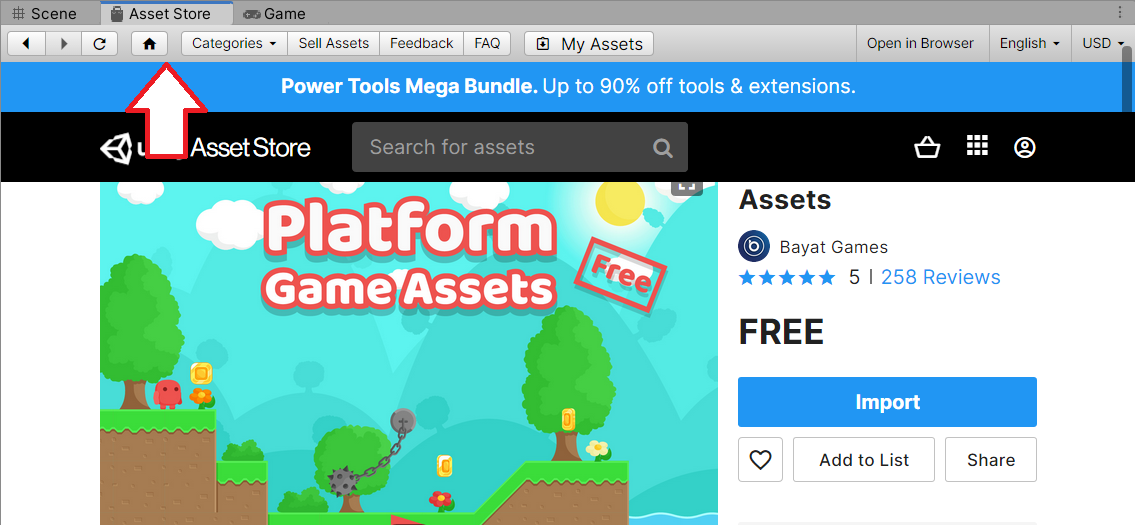 Scene Asset Store Game
Categories Sell Assets Feedback FAQ My Assets Open in Browser English USD
Power Tools Mega Bundle. Up to 90% off tools & extensions.
Asset Store Search for assets
Platform
Game Assets
Free
Assets
Bayat Games
5 | 258 Reviews
FREE
Import
Add to List Share